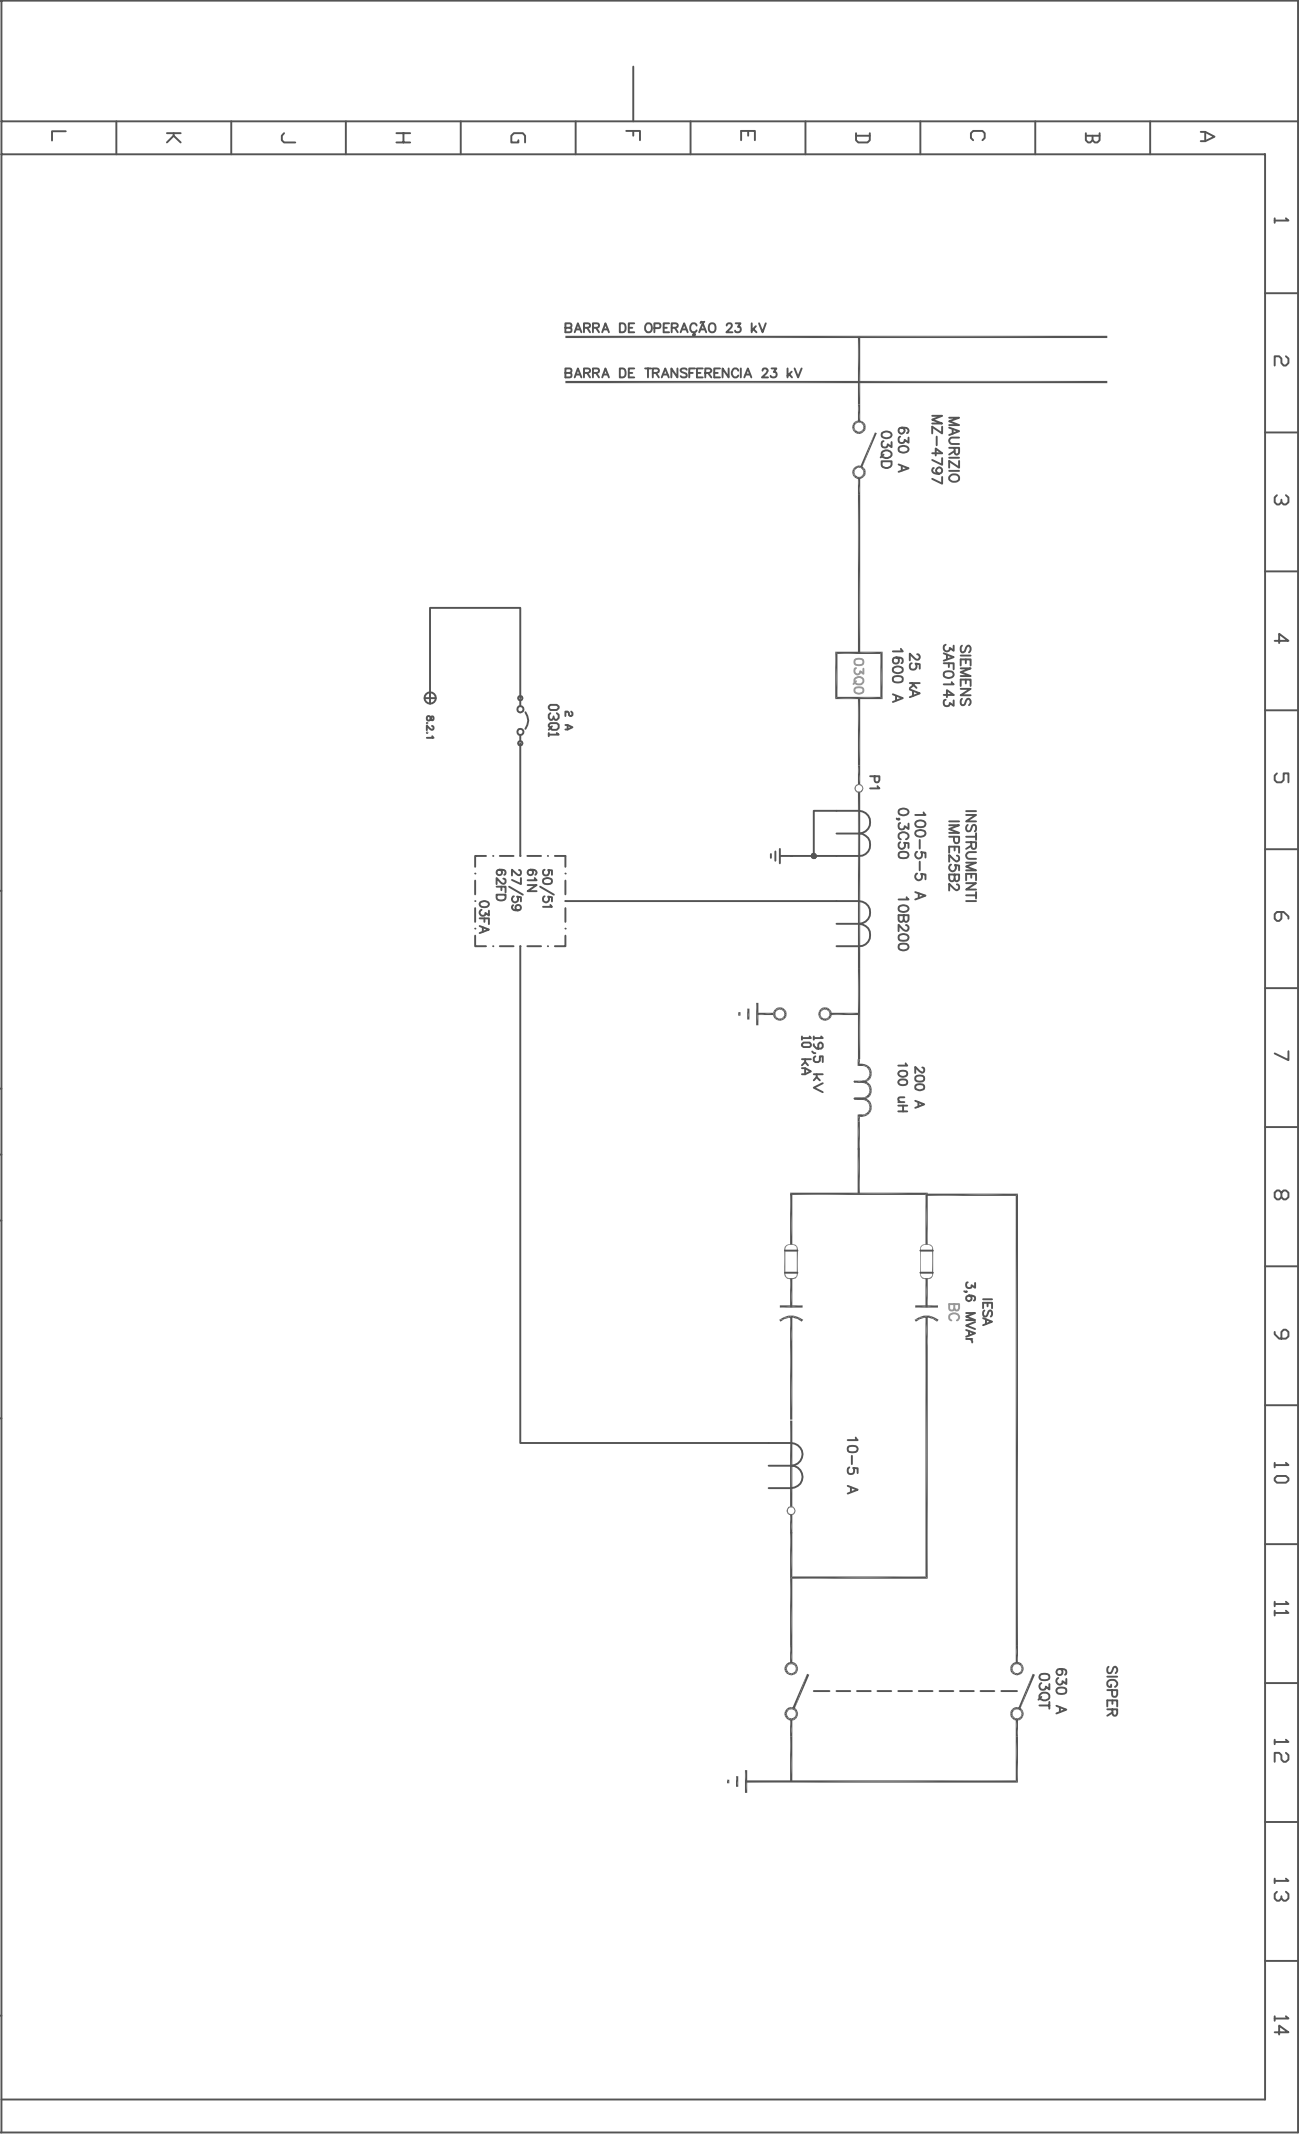 A
B
C
D
E
F
G
H
J
K
L
1
2
3
4
5
6
7
8
9
10
11
12
13
14
BARRA DE OPERAÇÃO 23 kV
BARRA DE TRANSFERENCIA 23 kV
MAURIZIO
MZ-4797
630 A
03QD
SIEMENS
3AF0143
25 kA
1600 A
03Q0
P1
INSTRUMENTI
IMPE25B2
100-5-5 A
0,3C50
10B200
2 A
03Q1
8.2.1
50/51
61N
27/59
62FD
03FA
19,5 kV
10 kA
200 A
100 uH
IESA
3,6 MVAr
BC
10-5 A
SIGPER
630 A
03QT